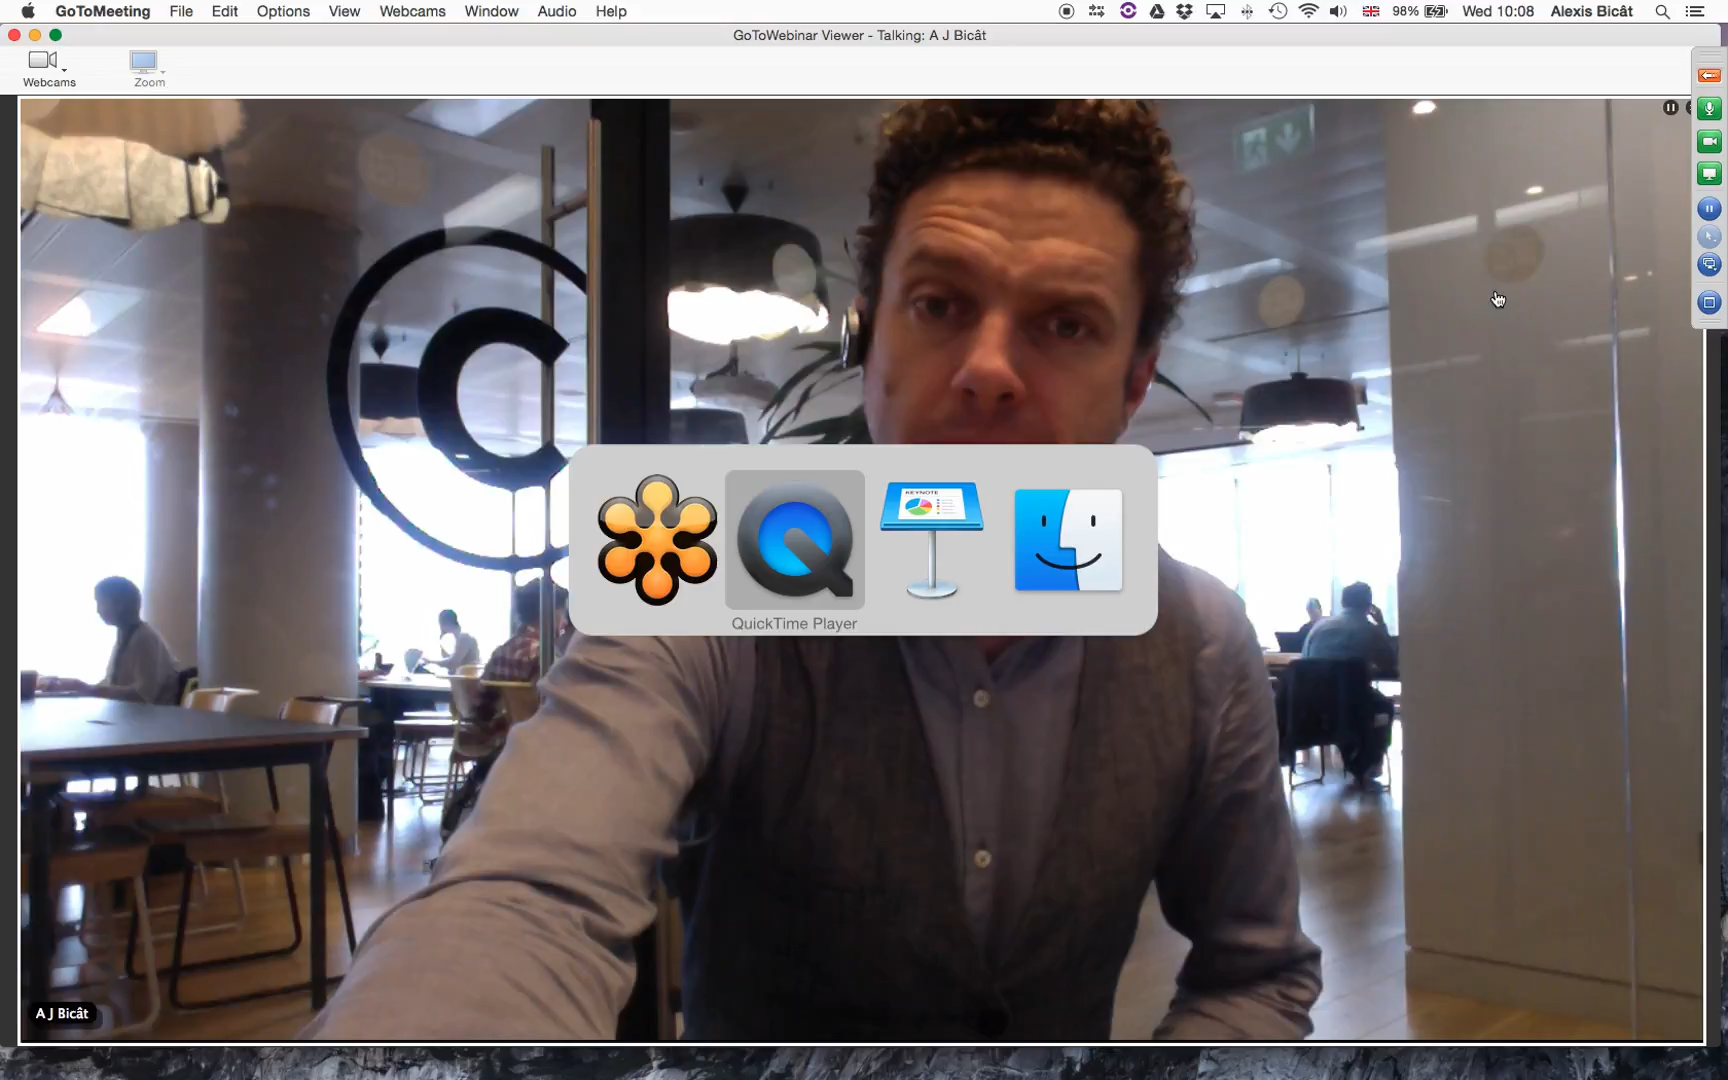 GoToMeeting File Edit Options View Webcams Window Audio Help 98% Wed 10:08 Alexis Bicât
GoToWebinar Viewer - Talking: A J Bicât
Webcams
Zoom
KEYNOTE
QuickTime Player
A J Bicât